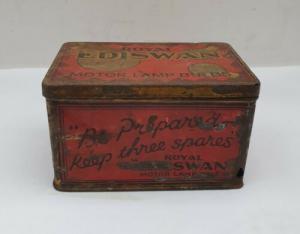 ROYAL
EDISWAN
MOTOR LAMP BULBS
"Be Prepared—
Keep three spares"
ROYAL
SWAN
MOTOR LAMP